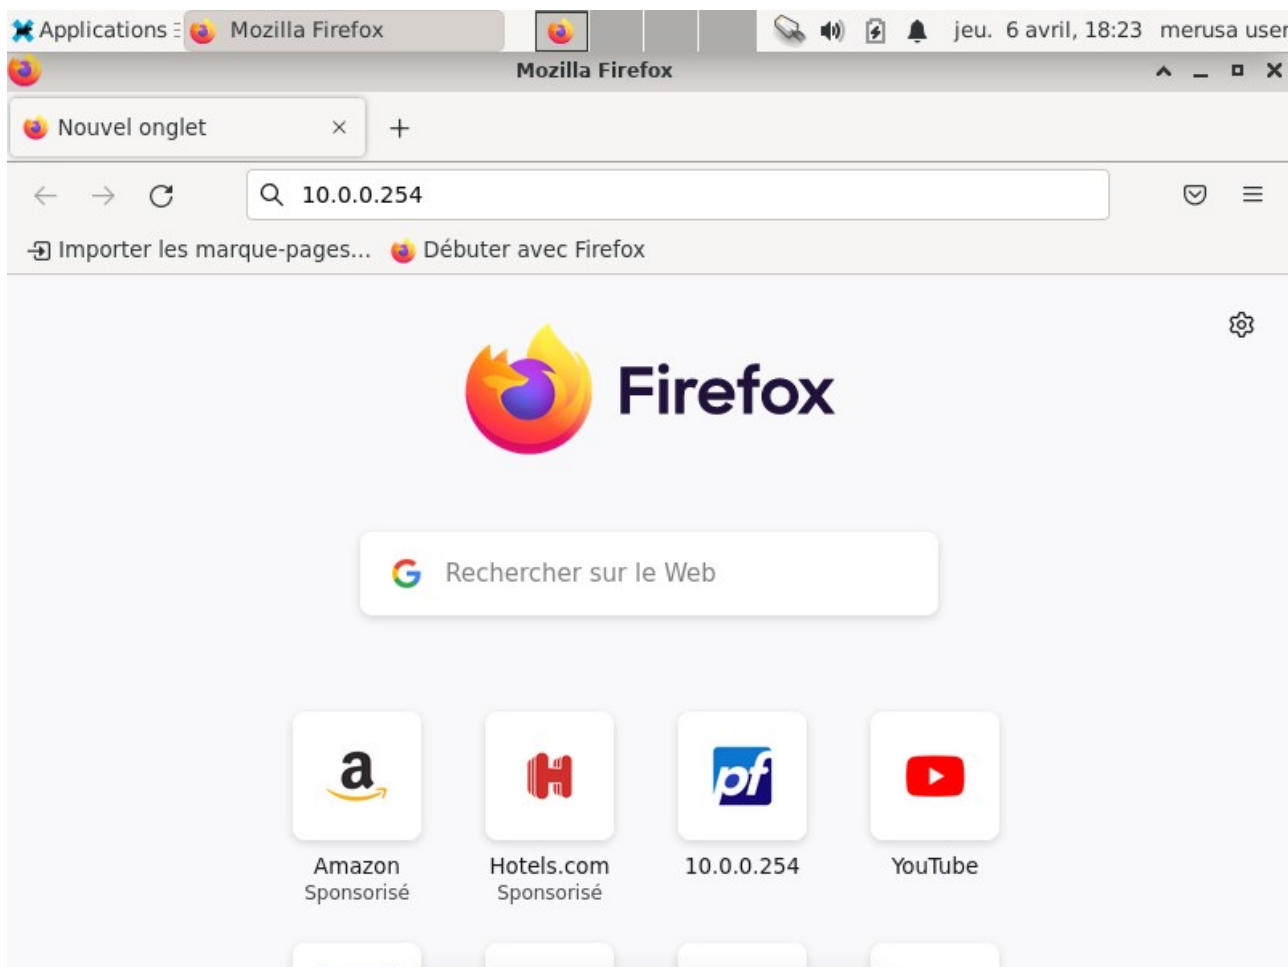 Applications Mozilla Firefox jeu. 6 avril, 18:23 merusa user
Mozilla Firefox
Nouvel onglet
10.0.0.254
Importer les marque-pages... Débuter avec Firefox
Firefox
Rechercher sur le Web
a H pf
Amazon Hotels.com 10.0.0.254 YouTube
Sponsorisé Sponsorisé